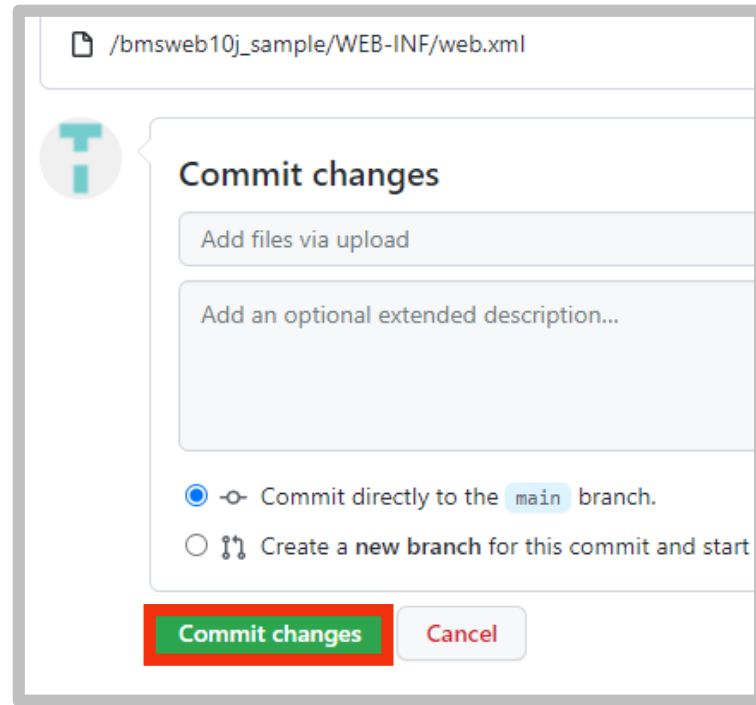 /bmsweb10j_sample/WEB-INF/web.xml
Commit changes
Add files via upload
Add an optional extended description...
Commit directly to the main branch.
Create a new branch for this commit and start
Commit changes
Cancel